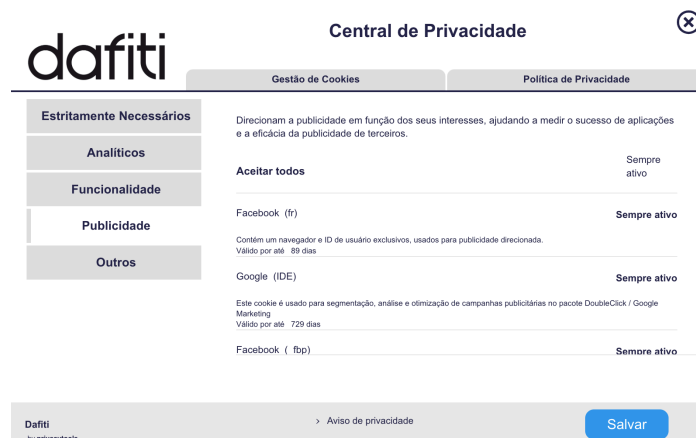 dafiti
Central de Privacidade
Gestão de Cookies
Política de Privacidade
Estritamente Necessários
Analíticos
Funcionalidade
Publicidade
Outros
Direcionam a publicidade em função dos seus interesses, ajudando a medir o sucesso de aplicações
e a eficácia da publicidade de terceiros.
Aceitar todos
Sempre
ativo
Facebook (fr)
Sempre ativo
Contém um navegador e ID de usuário exclusivos, usados para publicidade direcionada.
Válido por até 89 dias
Google (IDE)
Sempre ativo
Este cookie é usado para segmentação, análise e otimização de campanhas publicitárias no pacote DoubleClick / Google
Marketing
Válido por até 729 dias
Facebook (_fbp)
Sempre ativo
Dafiti
by privacytools
› Aviso de privacidade
Salvar